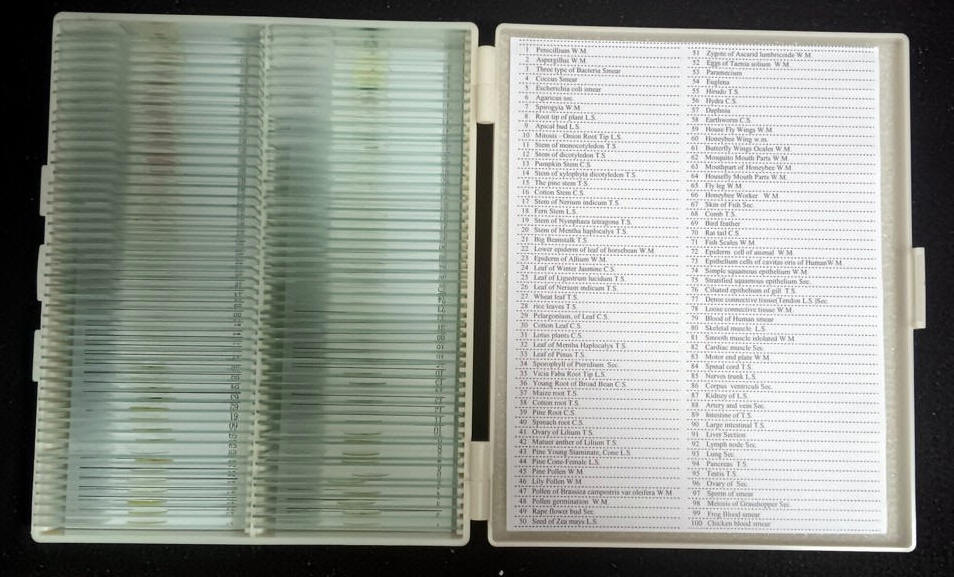 1 Penicillium W.M
2 Aspergillus W.M
3 Three type of Bacteria Smear
4 Coccus Smear
5 Escherichia coli smear
6 Agaricus sec.
7 Spirogyra W.M
8 Root tip of plant L.S.
9 Apical bud L.S.
10 Mitosis - Onion Root Tip L.S.
11 Stem of monocotyledon T.S
12 Stem of dicotyledon T.S.
13 Pumpkin Stem C.S.
14 Stem of xylophyta dicotyledon T.S
15 The pine stem T.S
16 Cotton Stem C.S.
17 Stem of Nerium indicum T.S.
18 Fern Stem L.S.
19 Stem of Nymphaea tetragona T.S.
20 Stem of Mentha haplocalyx T.S
21 Big Beanstalk T.S
22 Lower epiderm of leaf of horsebean W.M
23 Epiderm of Allium W.M
24 Leaf of Winter Jasmine C.S
25 Leaf of Ligustrum lucidum T.S
26 Leaf of Nerium indicum T.S.
27 Wheat leaf T.S.
28 rice leaves T.S.
29 Pelargonium, of Leaf C.S.
30 Cotton Leaf C.S.
31 Lotus plants C.S.
32 Leaf of Mentha Haplocalyx T.S
33 Leaf of Pinus T.S.
34 Sporophyll of Pteridium Sec.
35 Vicia Faba Root Tip L.S.
36 Young Root of Broad Bean C.S
37 Maize root T.S.
38 Cotton root T.S.
39 Pine Root C.S.
40 Spinach root C.S.
41 Ovary of Lilium T.S.
42 Mature anther of Lilium T.S.
43 Pine Young Staminate, Cone L.S.
44 Pine Cone-Female L.S.
45 Pine Pollen W.M
46 Lily Pollen W.M
47 Pollen of Brassica campestris var.oleifera W.M
48 Pollen germination W.M
49 Rape flower bud Sec.
50 Seed of Zea mays L.S.
51 Zygote of Ascarid lumbricoide W.M
52 Eggs of Taenia solium W.M
53 Paramecium
54 Euglena
55 Hirudo T.S.
56 Hydra C.S.
57 Daphnia
58 Earthworm C.S.
59 House Fly Wings W.M
60 Honeybee Wing w.m.
61 Butterfly Wings Ocales W.M
62 Mosquito Mouth Parts W.M.
63 Mouthpart of Honeybee W.M.
64 Housefly Mouth Parts W.M.
65 Fly leg W.M
66 Honeybee Worker W.M.
67 Skin of Fish Sec.
68 Comb T.S.
69 Bird feather
70 Rat tail C.S
71 Fish Scales W.M
72 Epiderm. cell of animal W.M
73 Epithelium cells of cavitas oris of HumanW.M
74 Simple squamous epithelium W.M
75 Stratified squamous epithelium Sec.
76 Ciliated epithelium of gill T.S.
77 Dense connective tissue(Tendon L.S.)Sec.
78 Loose connective tissue W.M.
79 Blood of Human smear
80 Skeletal muscle L.S.
81 Smooth muscle idolated W.M
82 Cardiac muscle Sec.
83 Motor end plate W.M.
84 Spinal cord T.S.
85 Nerves trunk L.S.
86 Corpus ventriculi Sec.
87 Kidney of L.S.
88 Artery and vein Sec.
89 Intestine of T.S.
90 Large intestinal T.S.
91 Liver Section
92 Lymph node Sec.
93 Lung Sec.
94 Pancreas T.S.
95 Testis T.S.
96 Ovary of Sec.
97 Sperm of smear
98 Meiosis of Grasshopper Sec.
99 Frog Blood smear
100 Chicken blood smear